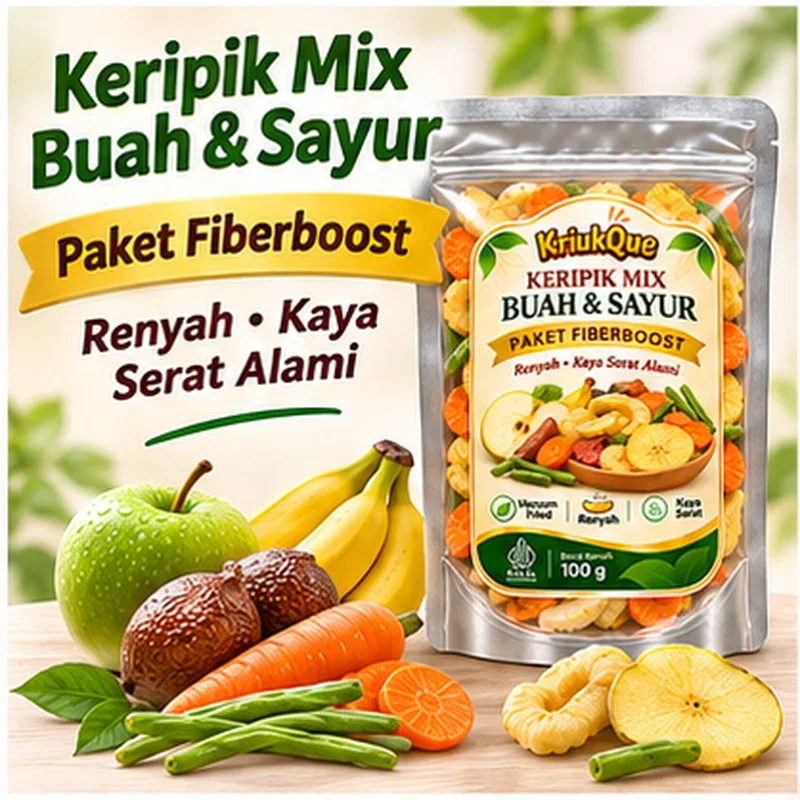 Keripik Mix
Buah & Sayur
Paket Fiberboost
Renyah • Kaya
Serat Alami
KriukQue
KERIPIK MIX
BUAH & SAYUR
PAKET FIBERBOOST
Renyah • Kaya Serat Alami
Renyah
Serat
100 g